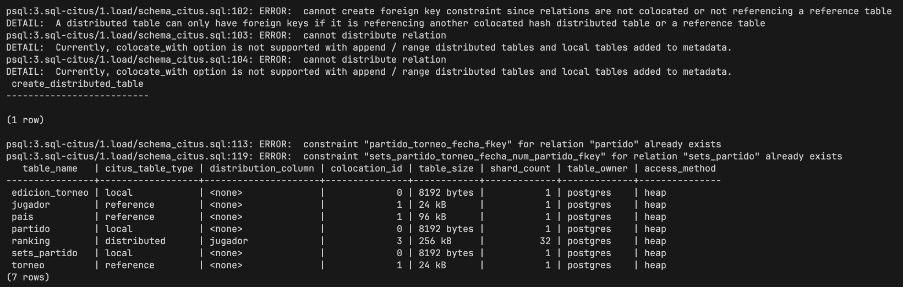 psql:3.sql-citus/1.load/schema_citus.sql:102: ERROR:  cannot create foreign key constraint since relations are not colocated or not referencing a reference table
DETAIL:  A distributed table can only have foreign keys if it is referencing another colocated hash distributed table or a reference table
psql:3.sql-citus/1.load/schema_citus.sql:103: ERROR:  cannot distribute relation
DETAIL:  Currently, colocate_with option is not supported with append / range distributed tables and local tables added to metadata.
psql:3.sql-citus/1.load/schema_citus.sql:104: ERROR:  cannot distribute relation
DETAIL:  Currently, colocate_with option is not supported with append / range distributed tables and local tables added to metadata.
 create_distributed_table
--------------------------

(1 row)

psql:3.sql-citus/1.load/schema_citus.sql:113: ERROR:  constraint "partido_torneo_fecha_fkey" for relation "partido" already exists
psql:3.sql-citus/1.load/schema_citus.sql:119: ERROR:  constraint "sets_partido_torneo_fecha_num_partido_fkey" for relation "sets_partido" already exists
   table_name   | citus_table_type | distribution_column | colocation_id | table_size | shard_count | table_owner | access_method
----------------+------------------+---------------------+---------------+------------+-------------+-------------+---------------
 edicion_torneo | local            | <none>              |             0 | 8192 bytes |           1 | postgres    | heap
 jugador        | reference        | <none>              |             1 | 24 kB      |           1 | postgres    | heap
 pais           | reference        | <none>              |             1 | 96 kB      |           1 | postgres    | heap
 partido        | local            | <none>              |             0 | 8192 bytes |           1 | postgres    | heap
 ranking        | distributed      | jugador             |             3 | 256 kB     |          32 | postgres    | heap
 sets_partido   | local            | <none>              |             0 | 8192 bytes |           1 | postgres    | heap
 torneo         | reference        | <none>              |             1 | 24 kB      |           1 | postgres    | heap
(7 rows)